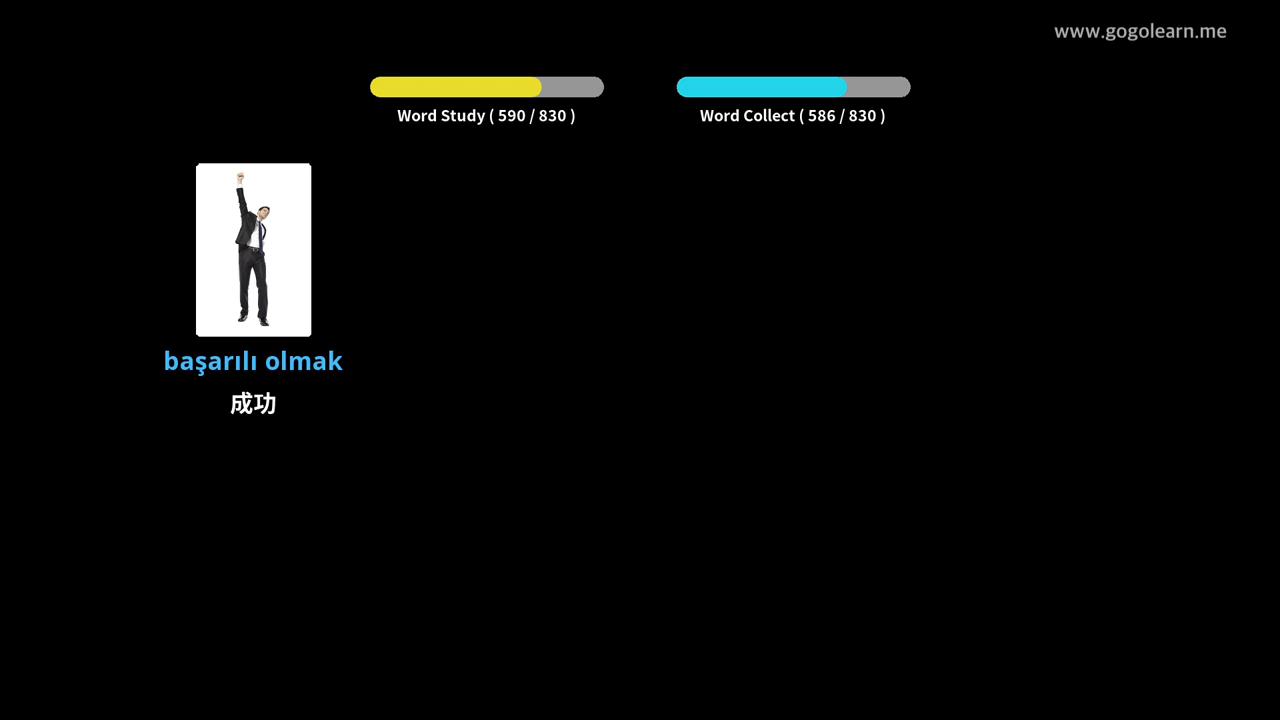 www.gogolearn.me
Word Study ( 590 / 830 )
Word Collect ( 586 / 830 )
başarılı olmak
成功